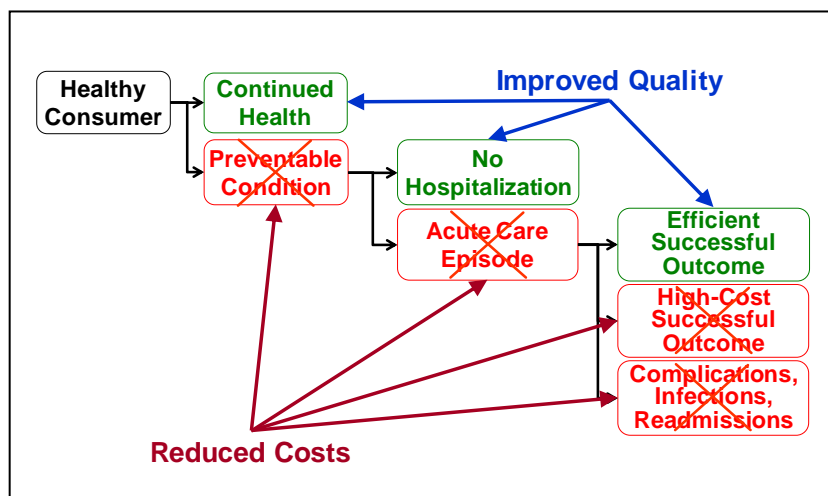 Improved Quality
Healthy
Consumer
Continued
Health
Preventable
Condition
No
Hospitalization
Acute Care
Episode
Efficient
Successful
Outcome
High-Cost
Successful
Outcome
Complications,
Infections,
Readmissions
Reduced Costs